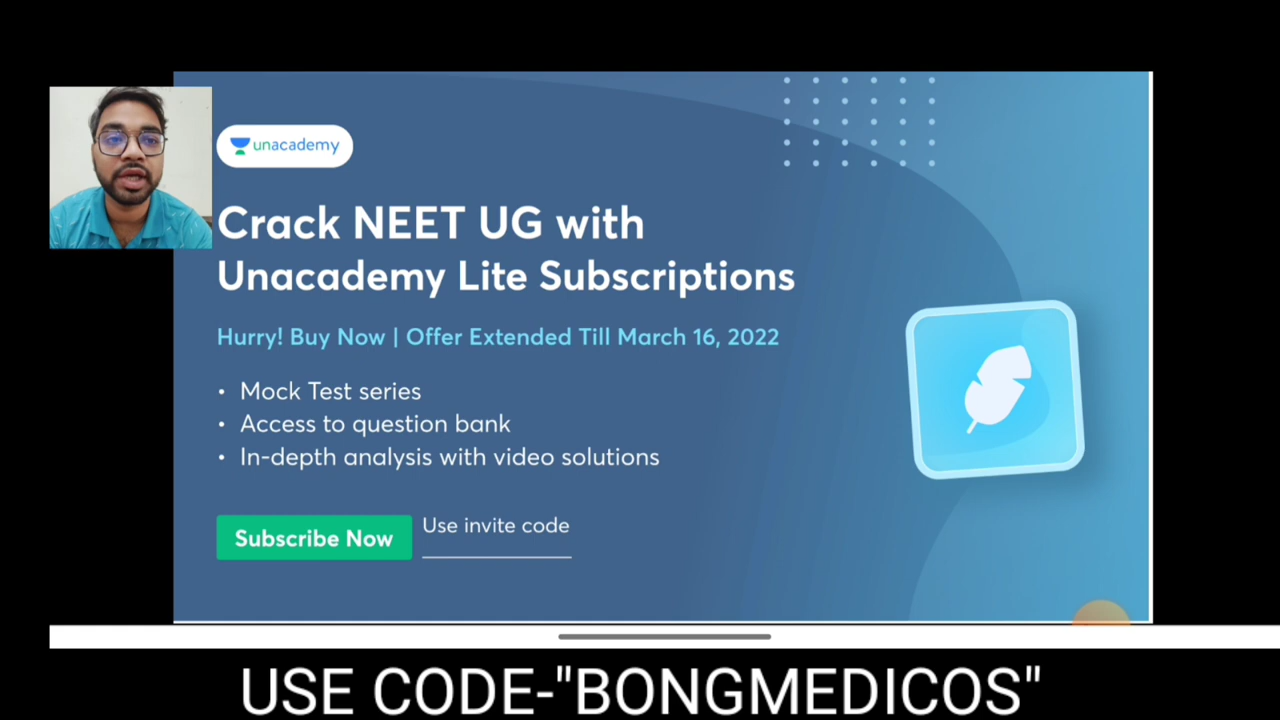 unacademy
Crack NEET UG with
Unacademy Lite Subscriptions
Hurry! Buy Now | Offer Extended Till March 16, 2022
• Mock Test series
• Access to question bank
• In-depth analysis with video solutions
Subscribe Now
Use invite code
USE CODE-"BONGMEDICOS"